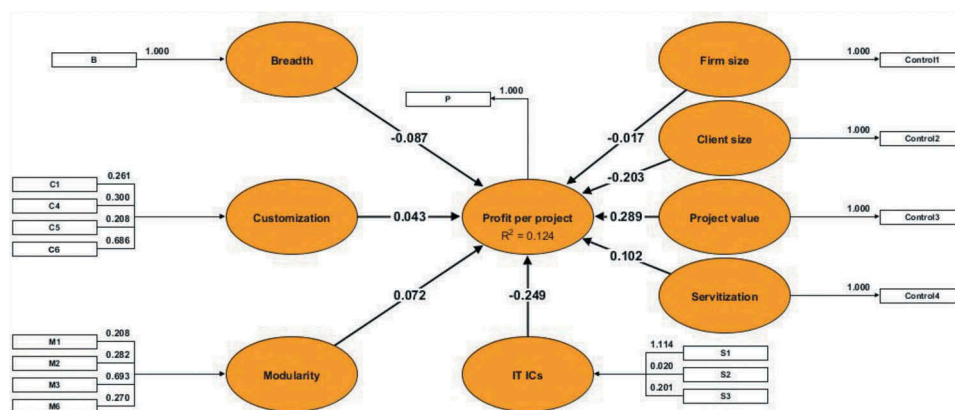 B
1.000
Breadth
-0.087
P
1.000
Firm size
1.000
Control1
-0.017
Client size
1.000
Control2
-0.203
C1
0.261
C4
0.300
C5
0.208
C6
0.686
Customization
0.043
Profit per project
R² = 0.124
0.289
Project value
1.000
Control3
0.102
Servitization
1.000
Control4
M1
0.208
M2
0.282
M3
0.693
M6
0.270
Modularity
0.072
-0.249
IT ICs
1.114
S1
0.020
S2
0.201
S3